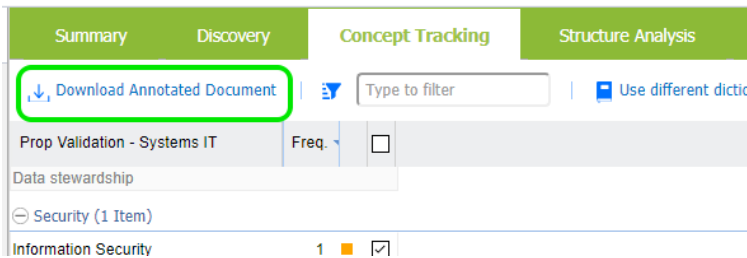 Summary Discovery Concept Tracking Structure Analysis
Download Annotated Document Type to filter Use different
Prop Validation - Systems IT Freq.
Data stewardship
Security (1 Item)
Information Security 1